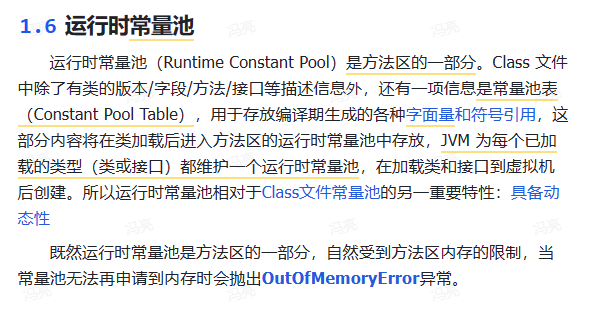 1.6 运行时常量池
运行时常量池（Runtime Constant Pool）是方法区的一部分。Class 文件
中除了有类的版本/字段/方法/接口等描述信息外，还有一项信息是常量池表
（Constant Pool Table），用于存放编译期生成的各种字面量和符号引用，这
部分内容将在类加载后进入方法区的运行时常量池中存放，JVM 为每个已加
载的类型（类或接口）都维护一个运行时常量池，在加载类和接口到虚拟机
后创建。所以运行时常量池相对于Class文件常量池的另一重要特性：具备动
态性
既然运行时常量池是方法区的一部分，自然受到方法区内存的限制，当
常量池无法再申请到内存时会抛出OutOfMemoryError异常。